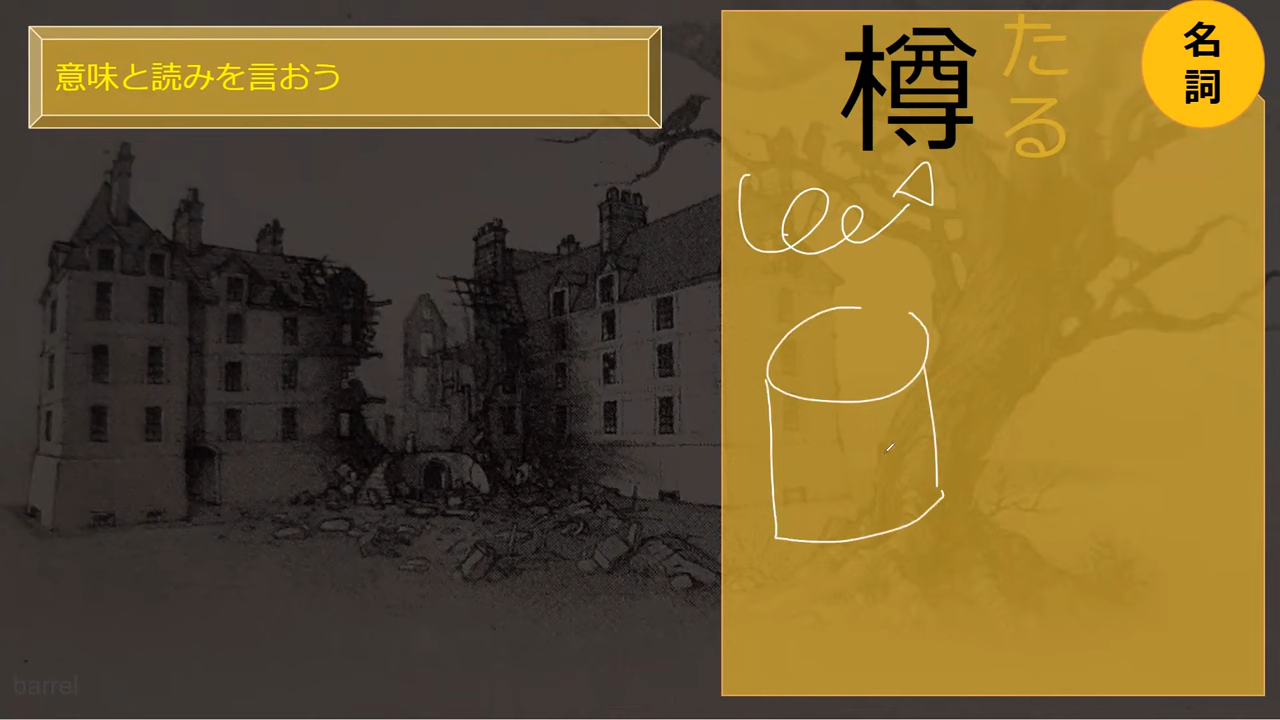 意味と読みを言おう
樽
たる
名詞
barrel